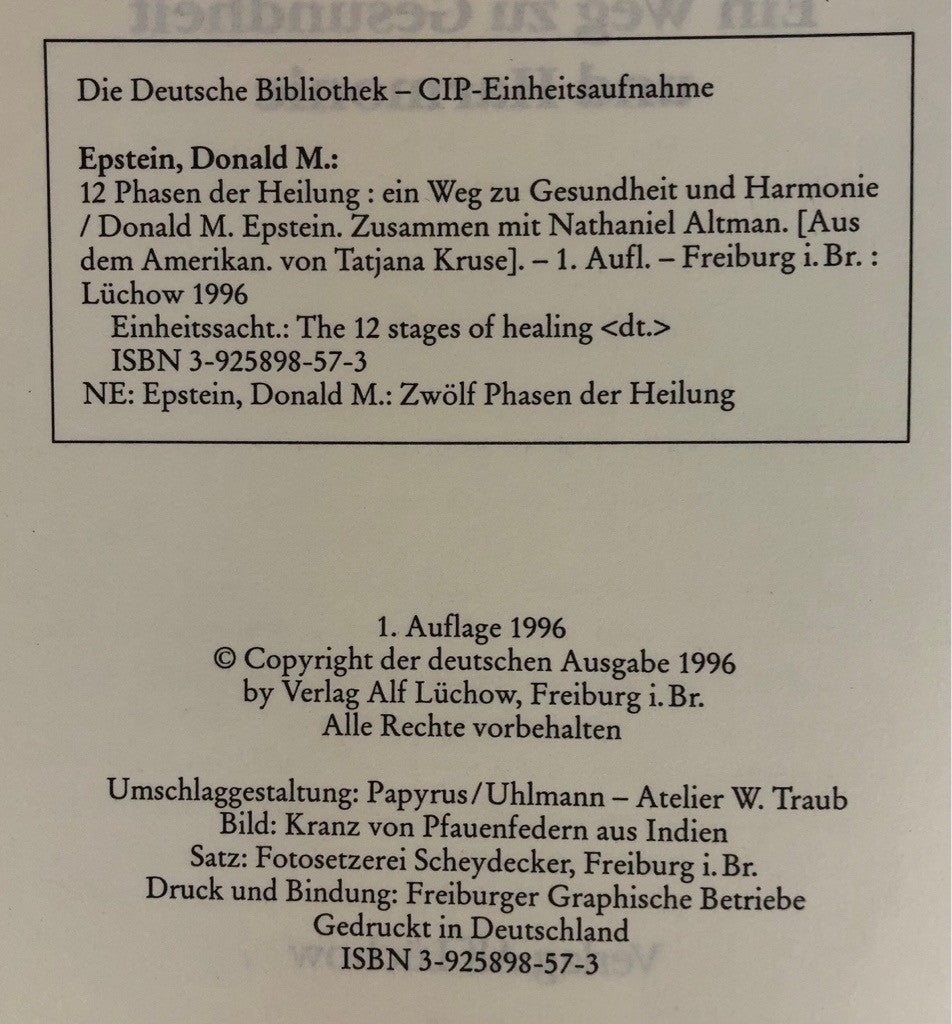 Die Deutsche Bibliothek – CIP-Einheitsaufnahme
Epstein, Donald M.:
12 Phasen der Heilung : ein Weg zu Gesundheit und Harmonie
/ Donald M. Epstein. Zusammen mit Nathaniel Altman. [Aus
dem Amerikan. von Tatjana Kruse]. – 1. Aufl. – Freiburg i. Br. :
Lüchow 1996
Einheitssacht.: The 12 stages of healing <dt.>
ISBN 3-925898-57-3
NE: Epstein, Donald M.: Zwölf Phasen der Heilung
1. Auflage 1996
© Copyright der deutschen Ausgabe 1996
by Verlag Alf Lüchow, Freiburg i. Br.
Alle Rechte vorbehalten
Umschlaggestaltung: Papyrus/Uhlmann – Atelier W. Traub
Bild: Kranz von Pfauenfedern aus Indien
Satz: Fotosetzerei Scheydecker, Freiburg i. Br.
Druck und Bindung: Freiburger Graphische Betriebe
Gedruckt in Deutschland
ISBN 3-925898-57-3